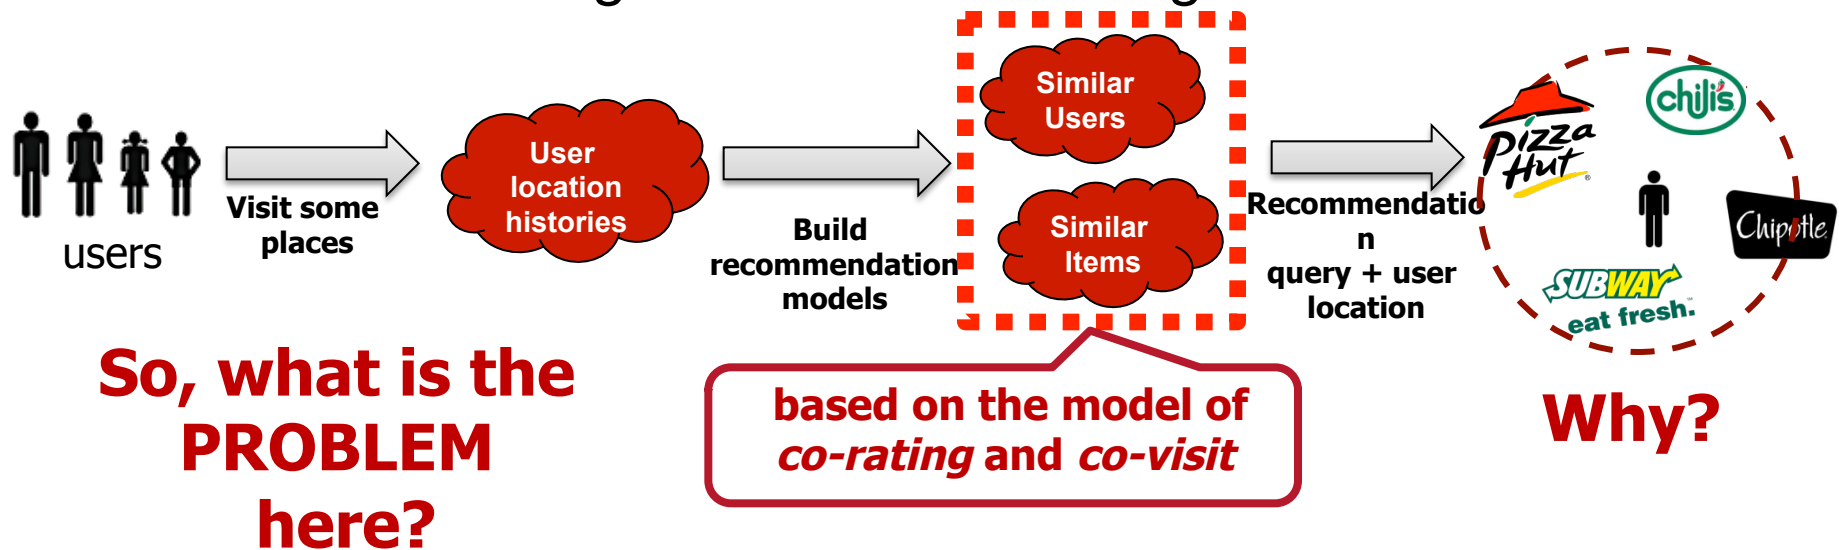 users
Visit some
places
User
location
histories
Build
recommendation
models
Similar
Users
Similar
Items
Recommendatio
n
query + user
location
Pizza
Hut
chili's
Chipotle
SUBWAY
eat fresh.
So, what is the
PROBLEM
here?
based on the model of
co-rating and co-visit
Why?